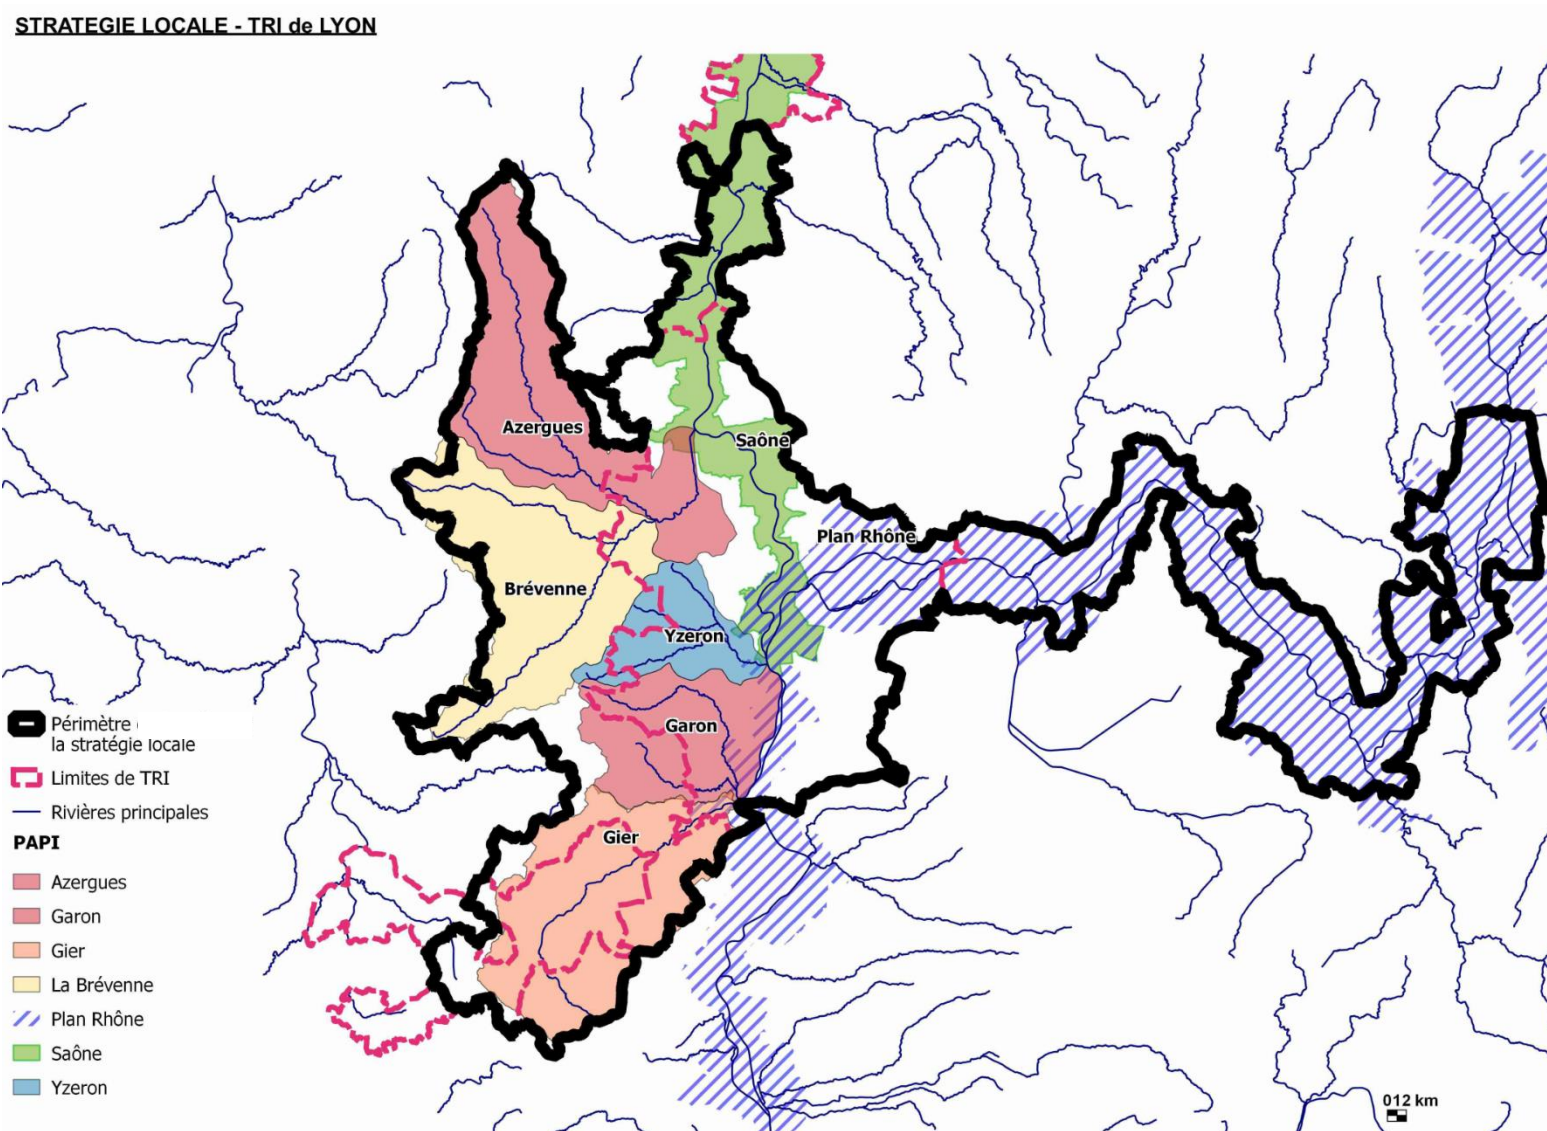 STRATEGIE LOCALE - TRI de LYON
Azergues
Saône
Plan Rhône
Brévenne
Yzeron
Garon
Gier
Périmètre
la stratégie locale
Limites de TRI
Rivières principales
PAPI
Azergues
Garon
Gier
La Brévenne
Plan Rhône
Saône
Yzeron
012 km